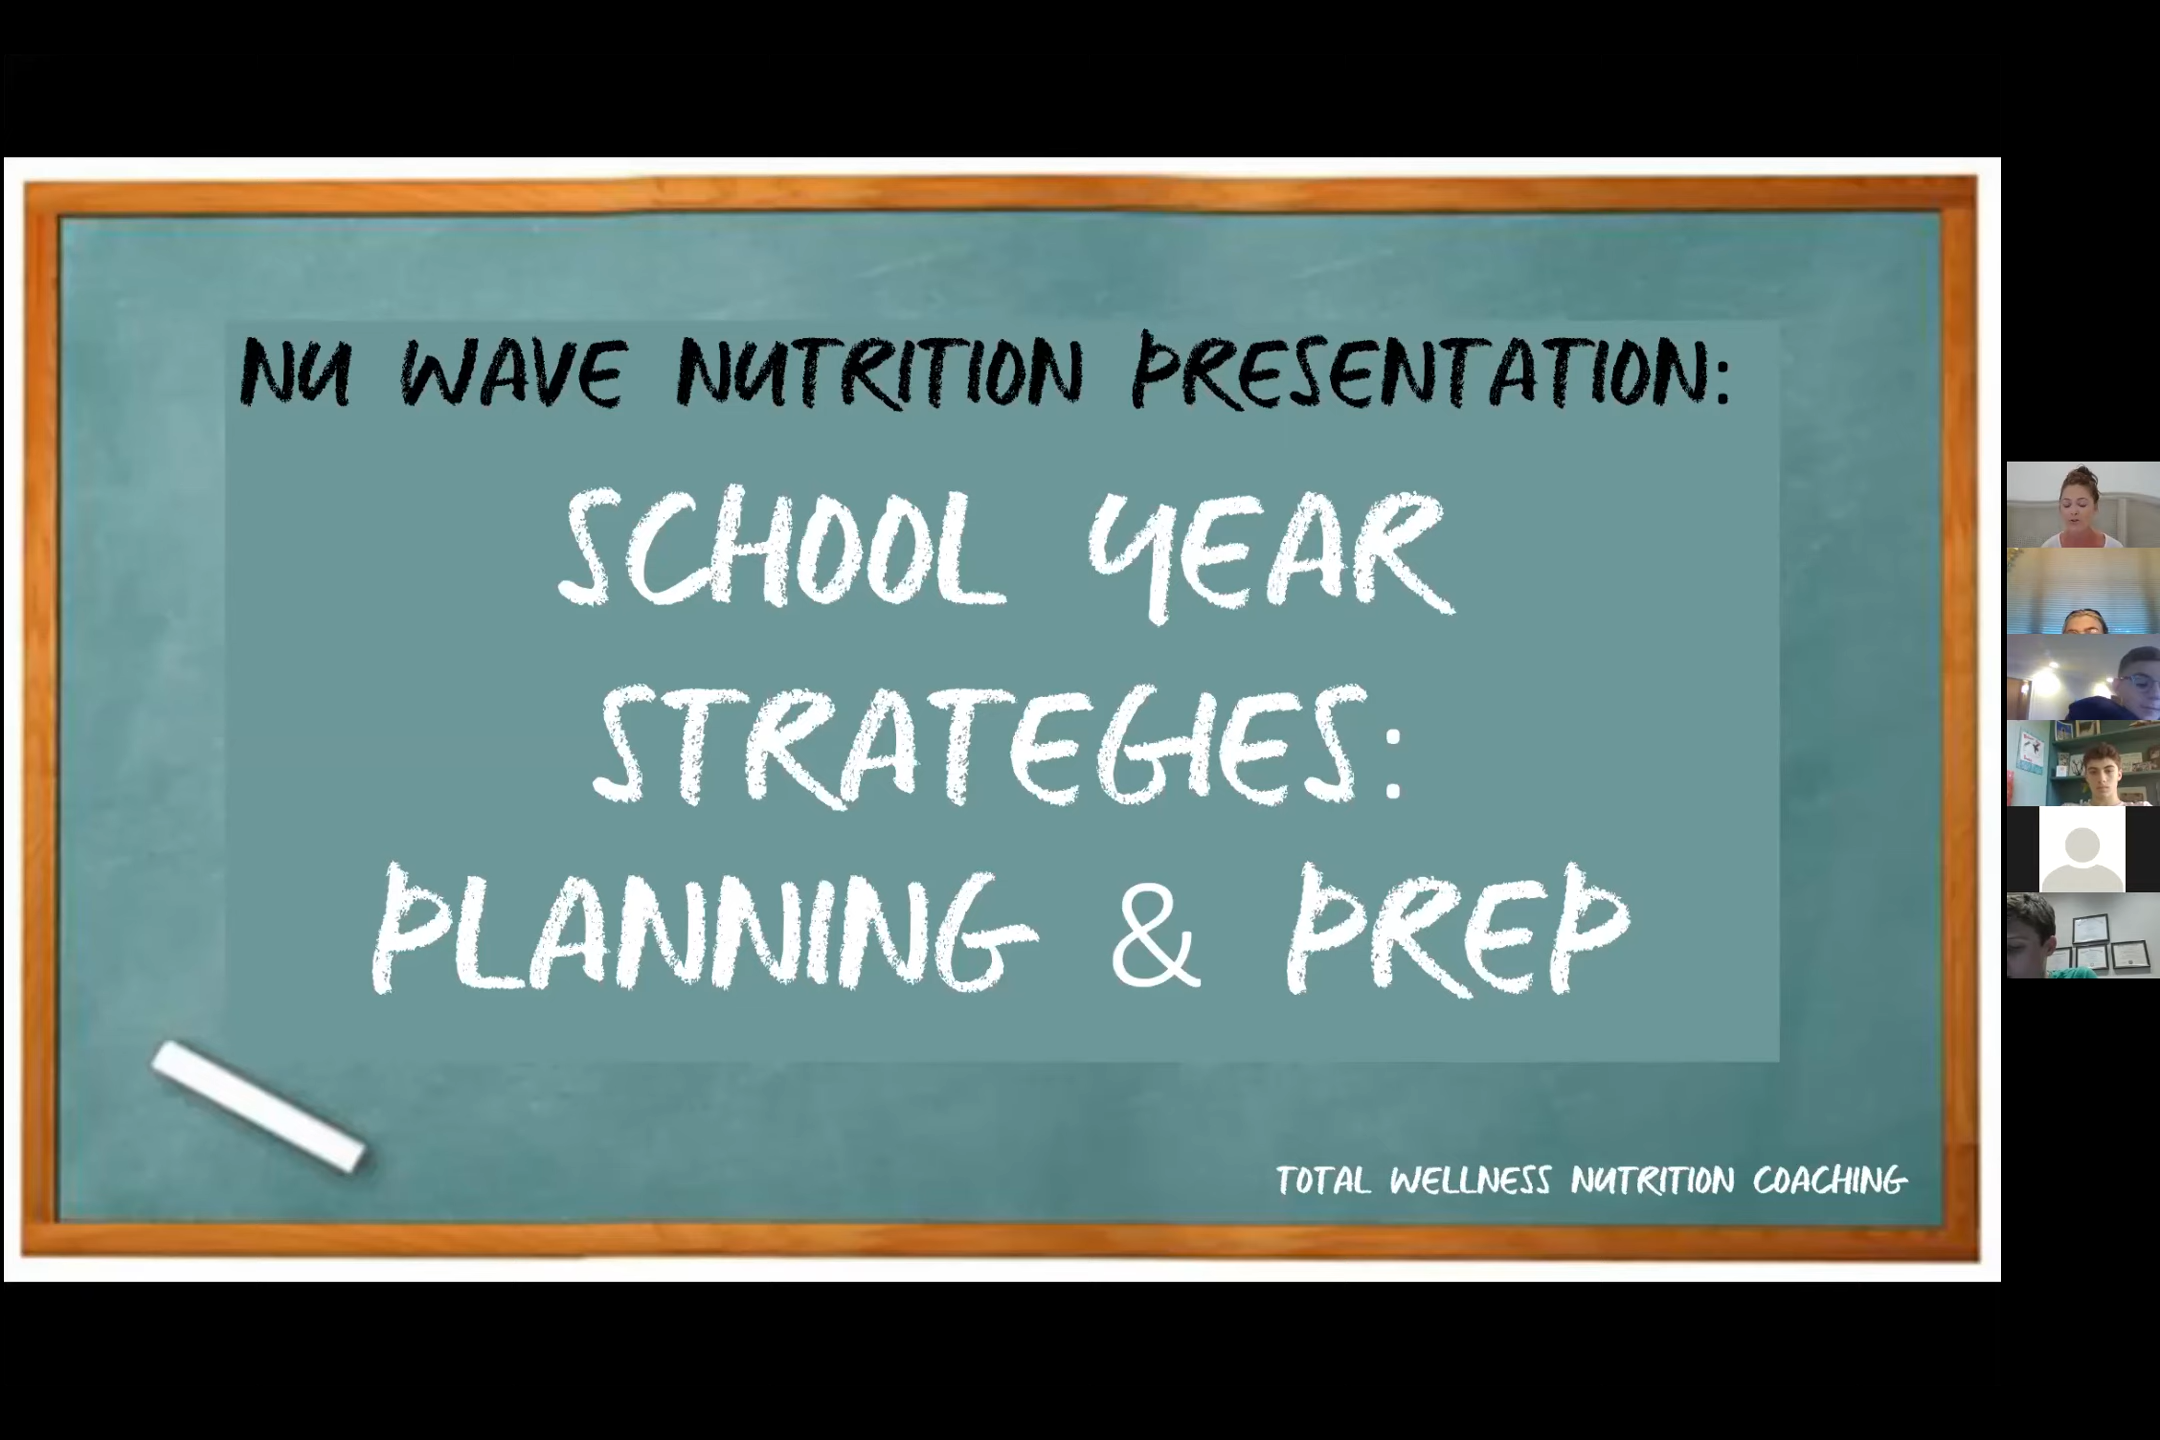 NU WAVE NUTRITION PRESENTATION:
SCHOOL YEAR
STRATEGIES:
PLANNING & PREP
TOTAL WELLNESS NUTRITION COACHING